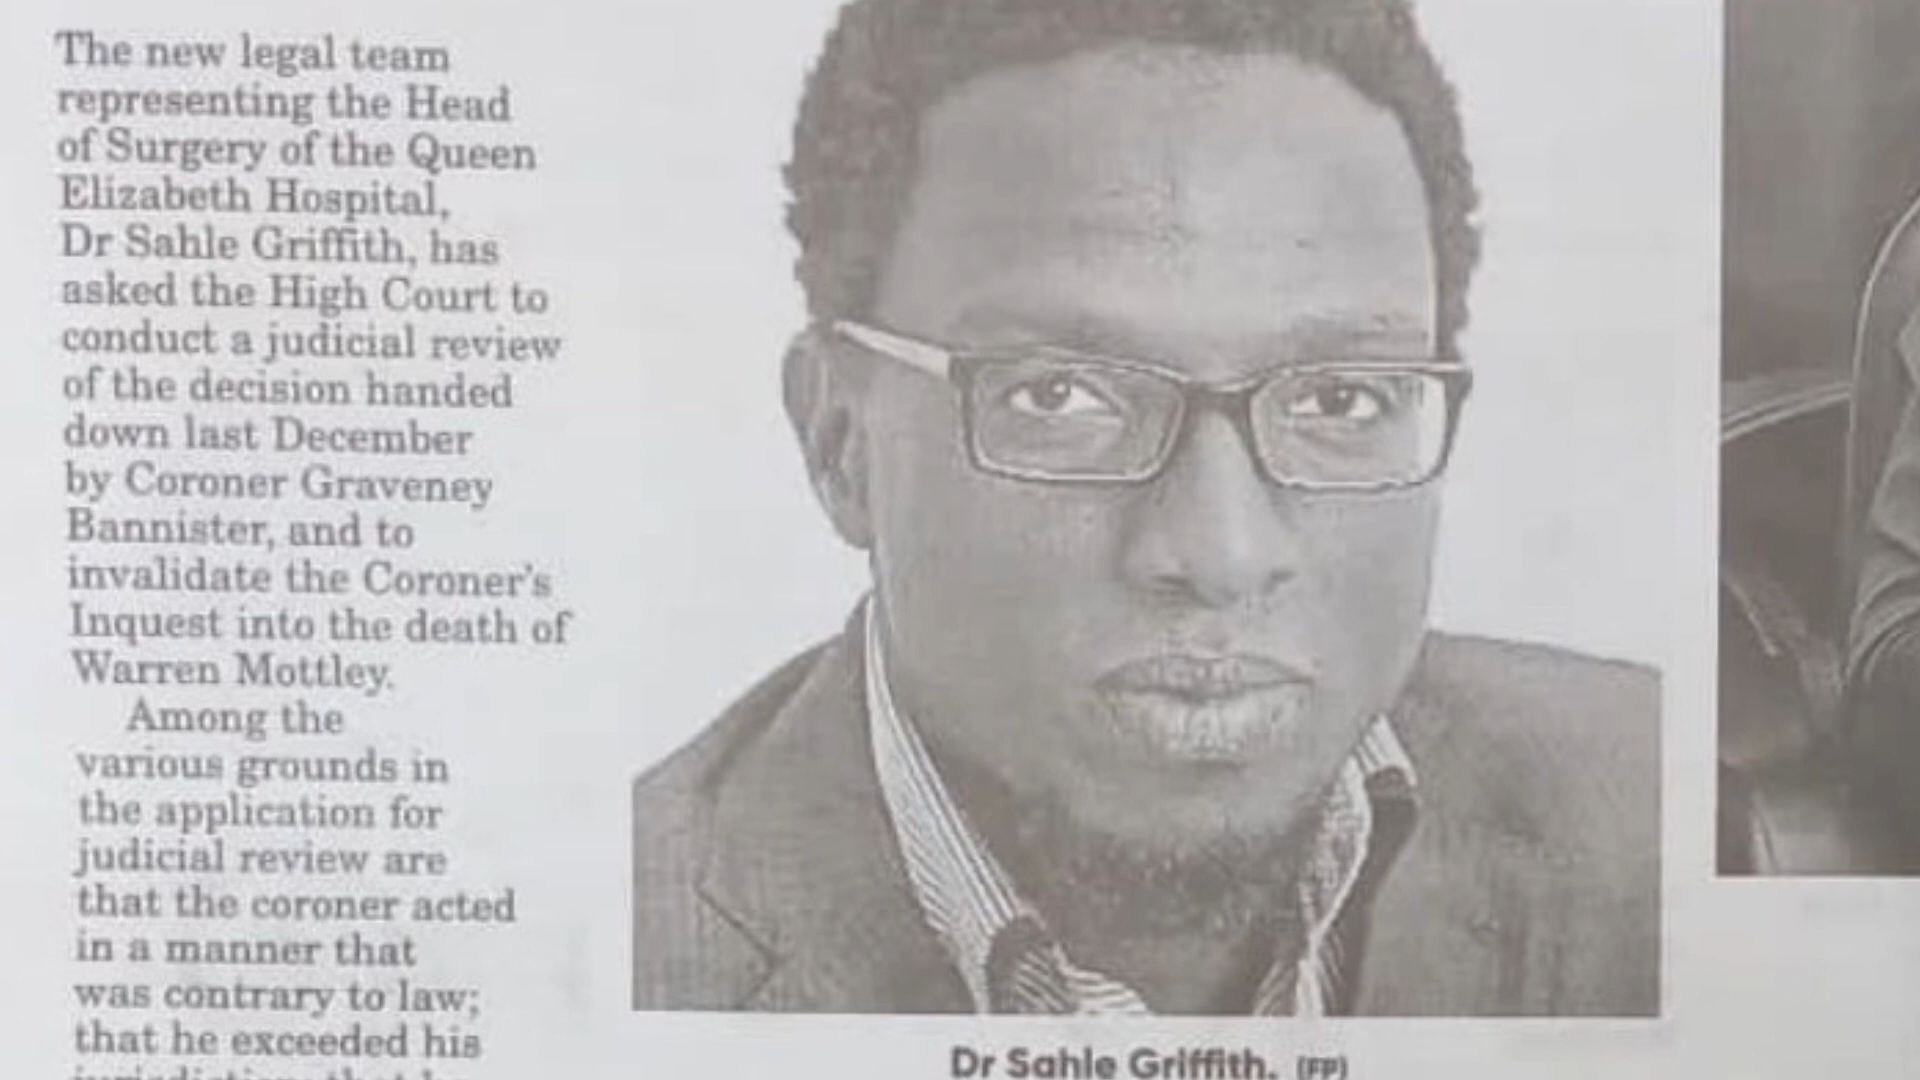 The new legal team
representing the Head
of Surgery of the Queen
Elizabeth Hospital,
Dr Sahle Griffith, has
asked the High Court to
conduct a judicial review
of the decision handed
down last December
by Coroner Graveney
Bannister, and to
invalidate the Coroner's
Inquest into the death of
Warren Mottley.
Among the
various grounds in
the application for
judicial review are
that the coroner acted
in a manner that
was contrary to law;
that he exceeded his
Dr Sahle Griffith. (FP)